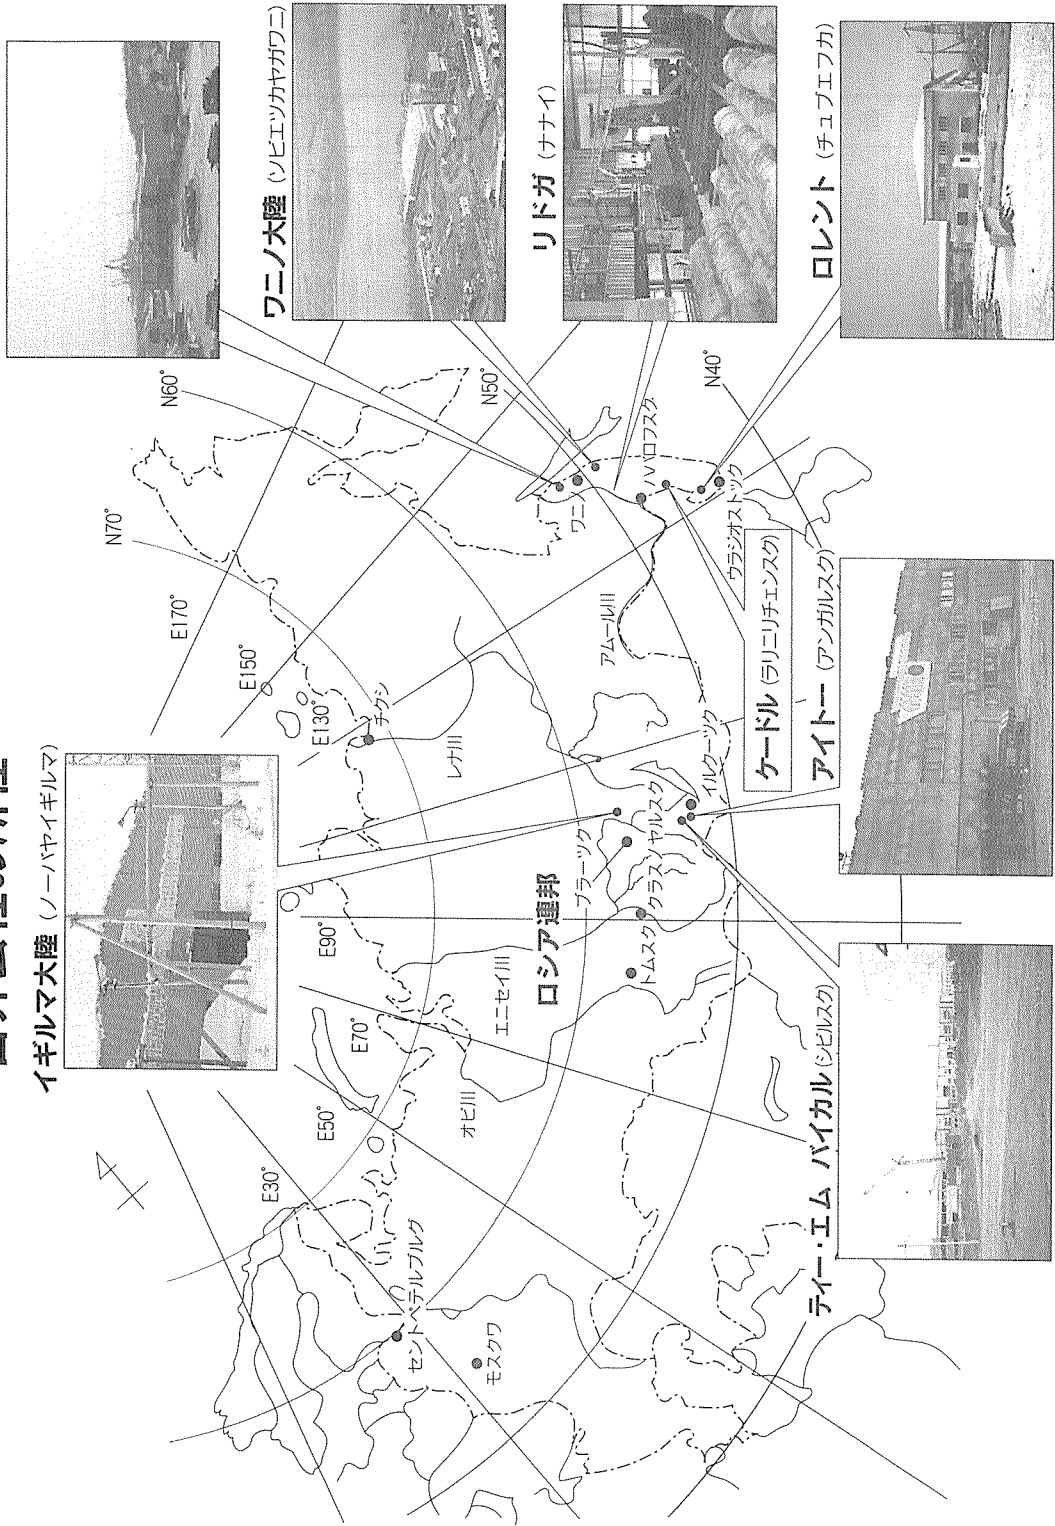 イギルマ大陸 (ノーバヤイギルマ)
ワニノ大陸 (ソビエツカヤガワニ)
リドガ (ナナイ)
ロレント (チュブエフカ)
ケードル (ラリニリチェンスク)
アイトー (アンガルスク)
ティー・エム バイカル (シビルスク)
ロシア連邦
E30°
E50°
E70°
E90°
E130°
E150°
E170°
N70°
N60°
N50°
N40°
セントペテルブルグ
モスクワ
オビ川
エニセイ川
レナ川
アムール川
チクシ
トムスク
クラスノヤルスク
ブラーツク
イルクーツク
ワニノ
ハバロフスク
ウラジオストック